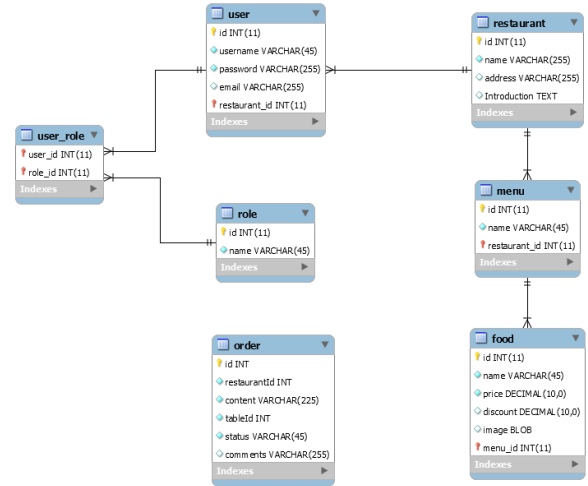 user
id INT(11)
username VARCHAR(45)
password VARCHAR(255)
email VARCHAR(255)
restaurant_id INT(11)
Indexes
restaurant
id INT(11)
name VARCHAR(255)
address VARCHAR(255)
Introduction TEXT
Indexes
user_role
user_id INT(11)
role_id INT(11)
Indexes
role
id INT(11)
name VARCHAR(45)
Indexes
menu
id INT(11)
name VARCHAR(45)
restaurant_id INT(11)
Indexes
order
id INT
restaurantId INT
content VARCHAR(225)
tableId INT
status VARCHAR(45)
comments VARCHAR(255)
Indexes
food
id INT(11)
name VARCHAR(45)
price DECIMAL(10,0)
discount DECIMAL(10,0)
image BLOB
menu_id INT(11)
Indexes